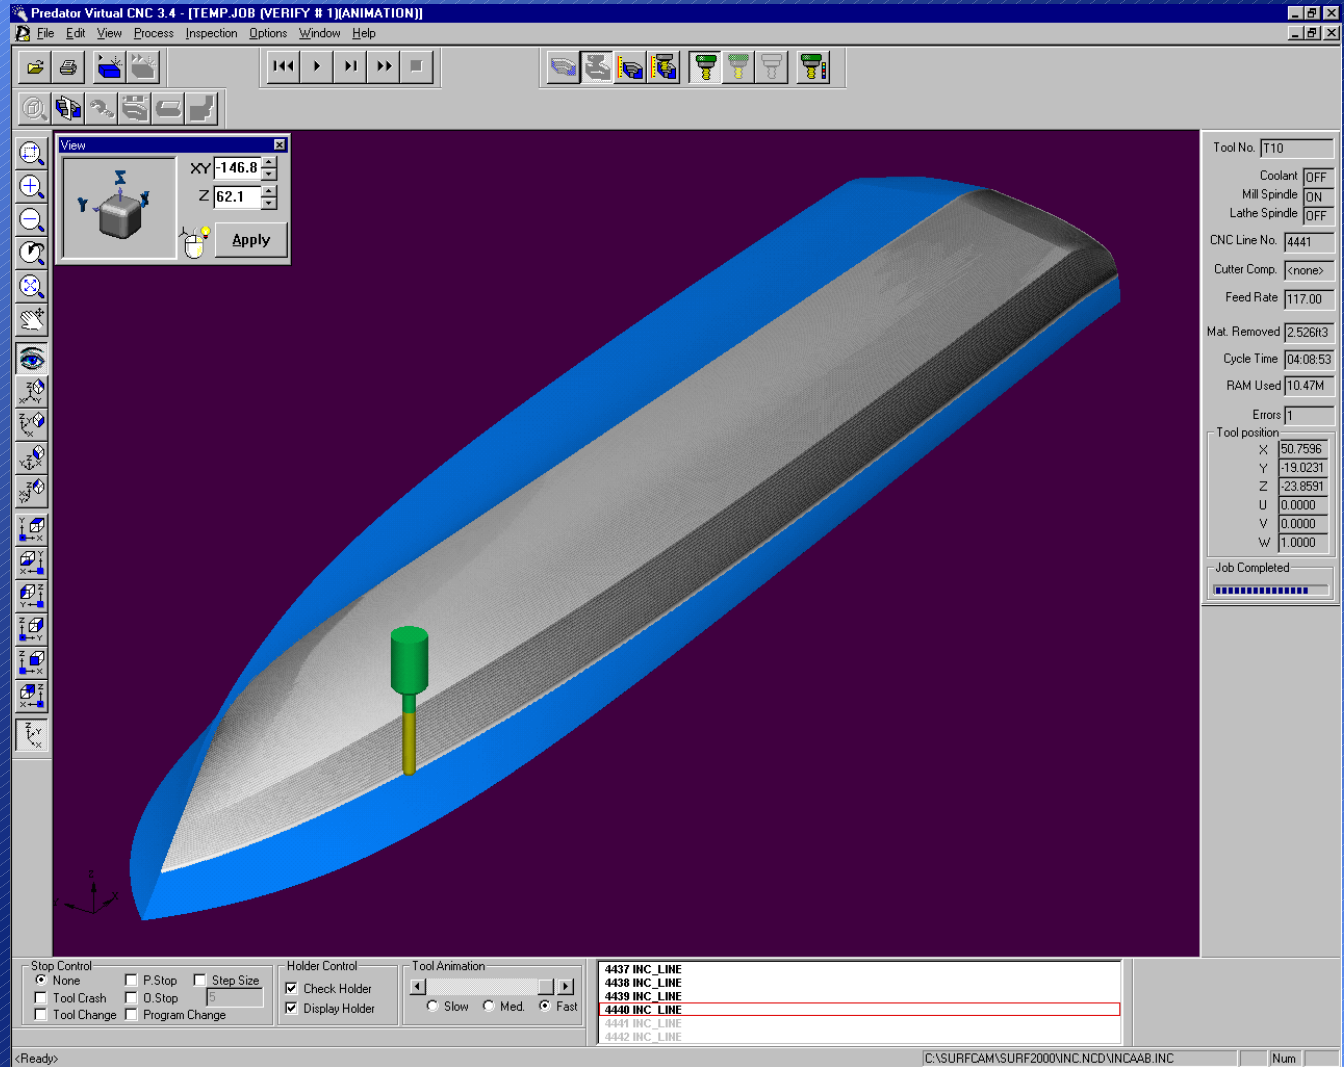 Predator Virtual CNC 3.4 - [TEMP.JOB (VERIFY # 1)(ANIMATION)]
File Edit View Process Inspection Options Window Help
View
XY -146.8
Z 62.1
Apply
Z
Y
X
Tool No. T10
Coolant OFF
Mill Spindle ON
Lathe Spindle OFF
CNC Line No. 4441
Cutter Comp. <none>
Feed Rate 117.00
Mat. Removed 2.526ft3
Cycle Time 04:08:53
RAM Used 10.47M
Errors 1
Tool position
X 50.7596
Y -19.0231
Z -23.8591
U 0.0000
V 0.0000
W 1.0000
Job Completed
Stop Control
None P.Stop Step Size
Tool Crash O.Stop 5
Tool Change Program Change
Holder Control
Check Holder
Display Holder
Tool Animation
Slow Med. Fast
4437 INC_LINE
4438 INC_LINE
4439 INC_LINE
4440 INC_LINE
4441 INC_LINE
4442 INC_LINE
<Ready> C:\SURFCAM\SURF2000\INC.NCD\INCAAB.INC Num